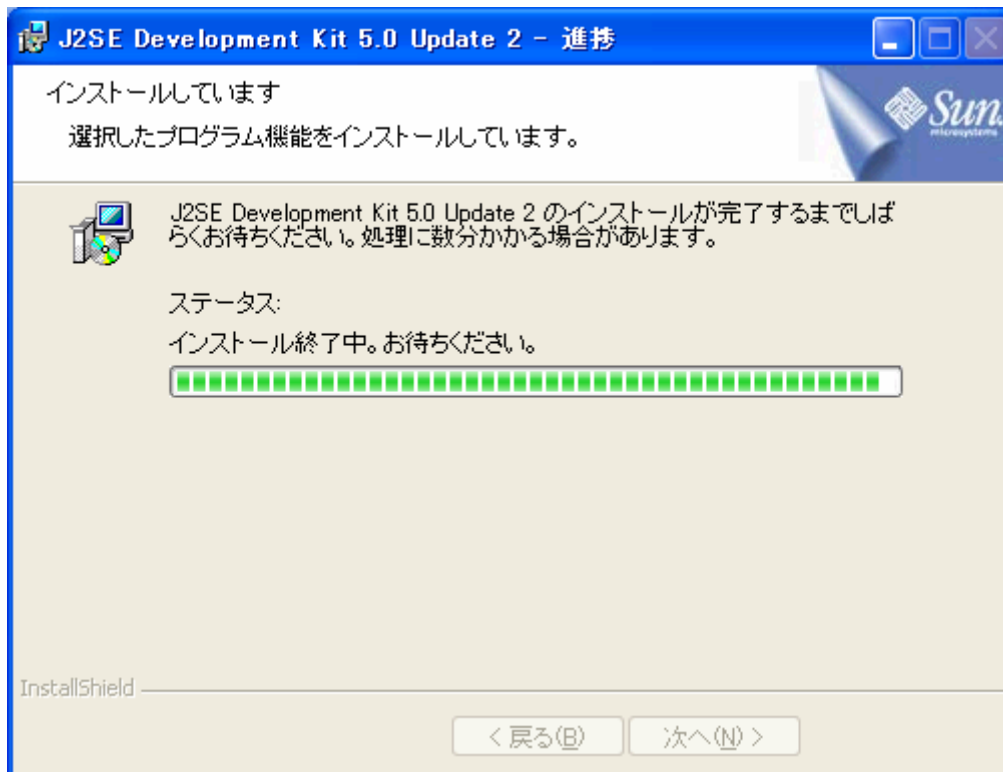 J2SE Development Kit 5.0 Update 2 - 進捗
インストールしています
選択したプログラム機能をインストールしています。
Sun
microsystems
J2SE Development Kit 5.0 Update 2 のインストールが完了するまでしば
らくお待ちください。処理に数分かかる場合があります。
ステータス:
インストール終了中。お待ちください。
InstallShield
< 戻る(B)
次へ(N) >